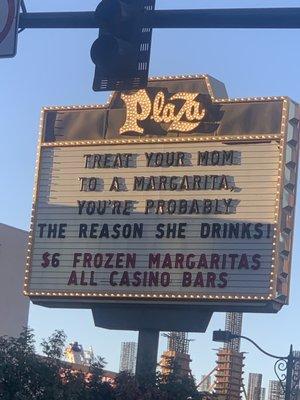 Plaza
TREAT YOUR MOM
TO A MARGARITA,
YOU'RE PROBABLY
THE REASON SHE DRINKS!
$6 FROZEN MARGARITAS
ALL CASINO BARS